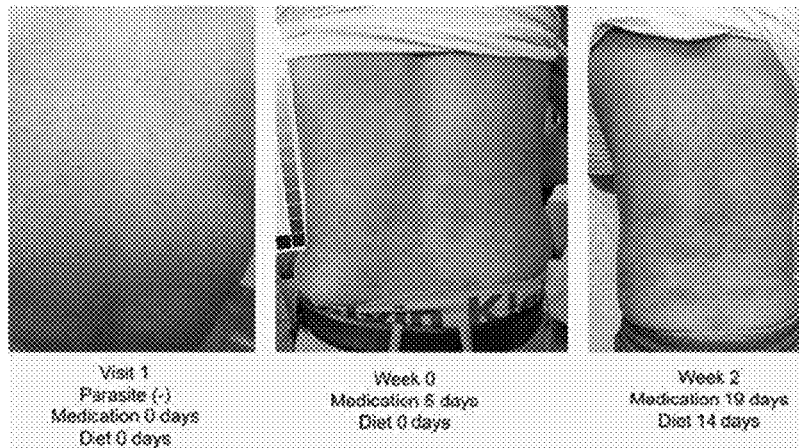 Visit 1
Parasite (-)
Medication 0 days
Diet 0 days
Week 0
Medication 5 days
Diet 0 days
Week 2
Medication 19 days
Diet 14 days